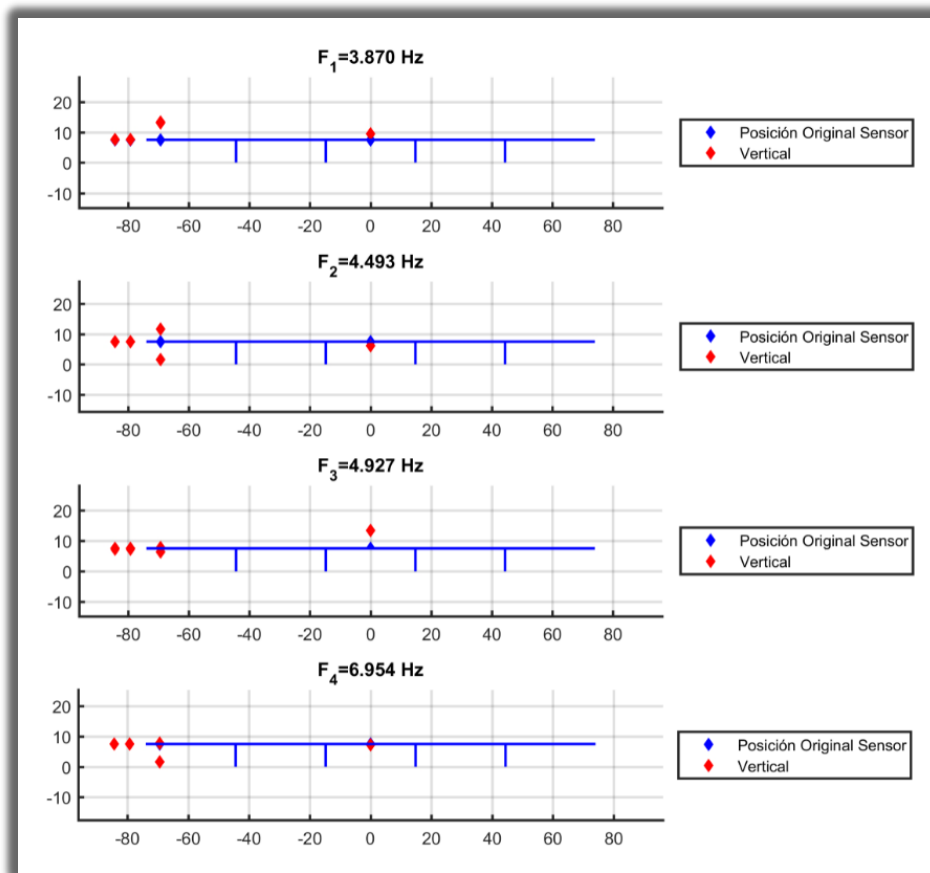 F1=3.870 Hz
20
10
0
-10
-80 -60 -40 -20 0 20 40 60 80
Posición Original Sensor
Vertical
F2=4.493 Hz
20
10
0
-10
-80 -60 -40 -20 0 20 40 60 80
Posición Original Sensor
Vertical
F3=4.927 Hz
20
10
0
-10
-80 -60 -40 -20 0 20 40 60 80
Posición Original Sensor
Vertical
F4=6.954 Hz
20
10
0
-10
-80 -60 -40 -20 0 20 40 60 80
Posición Original Sensor
Vertical